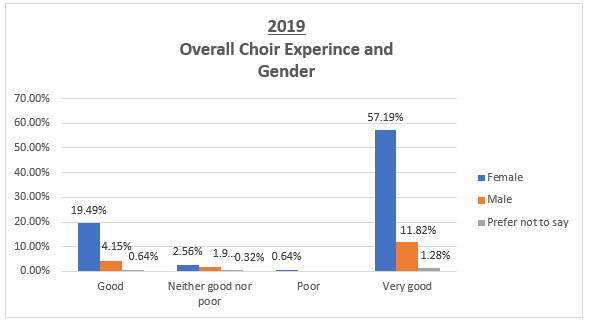 2019
Overall Choir Experince and
Gender
70.00%
60.00%
50.00%
40.00%
30.00%
20.00%
10.00%
0.00%
19.49%
4.15%
0.64%
2.56%
1.9...
0.32%
0.64%
57.19%
11.82%
1.28%
Good
Neither good nor
poor
Poor
Very good
Female
Male
Prefer not to say